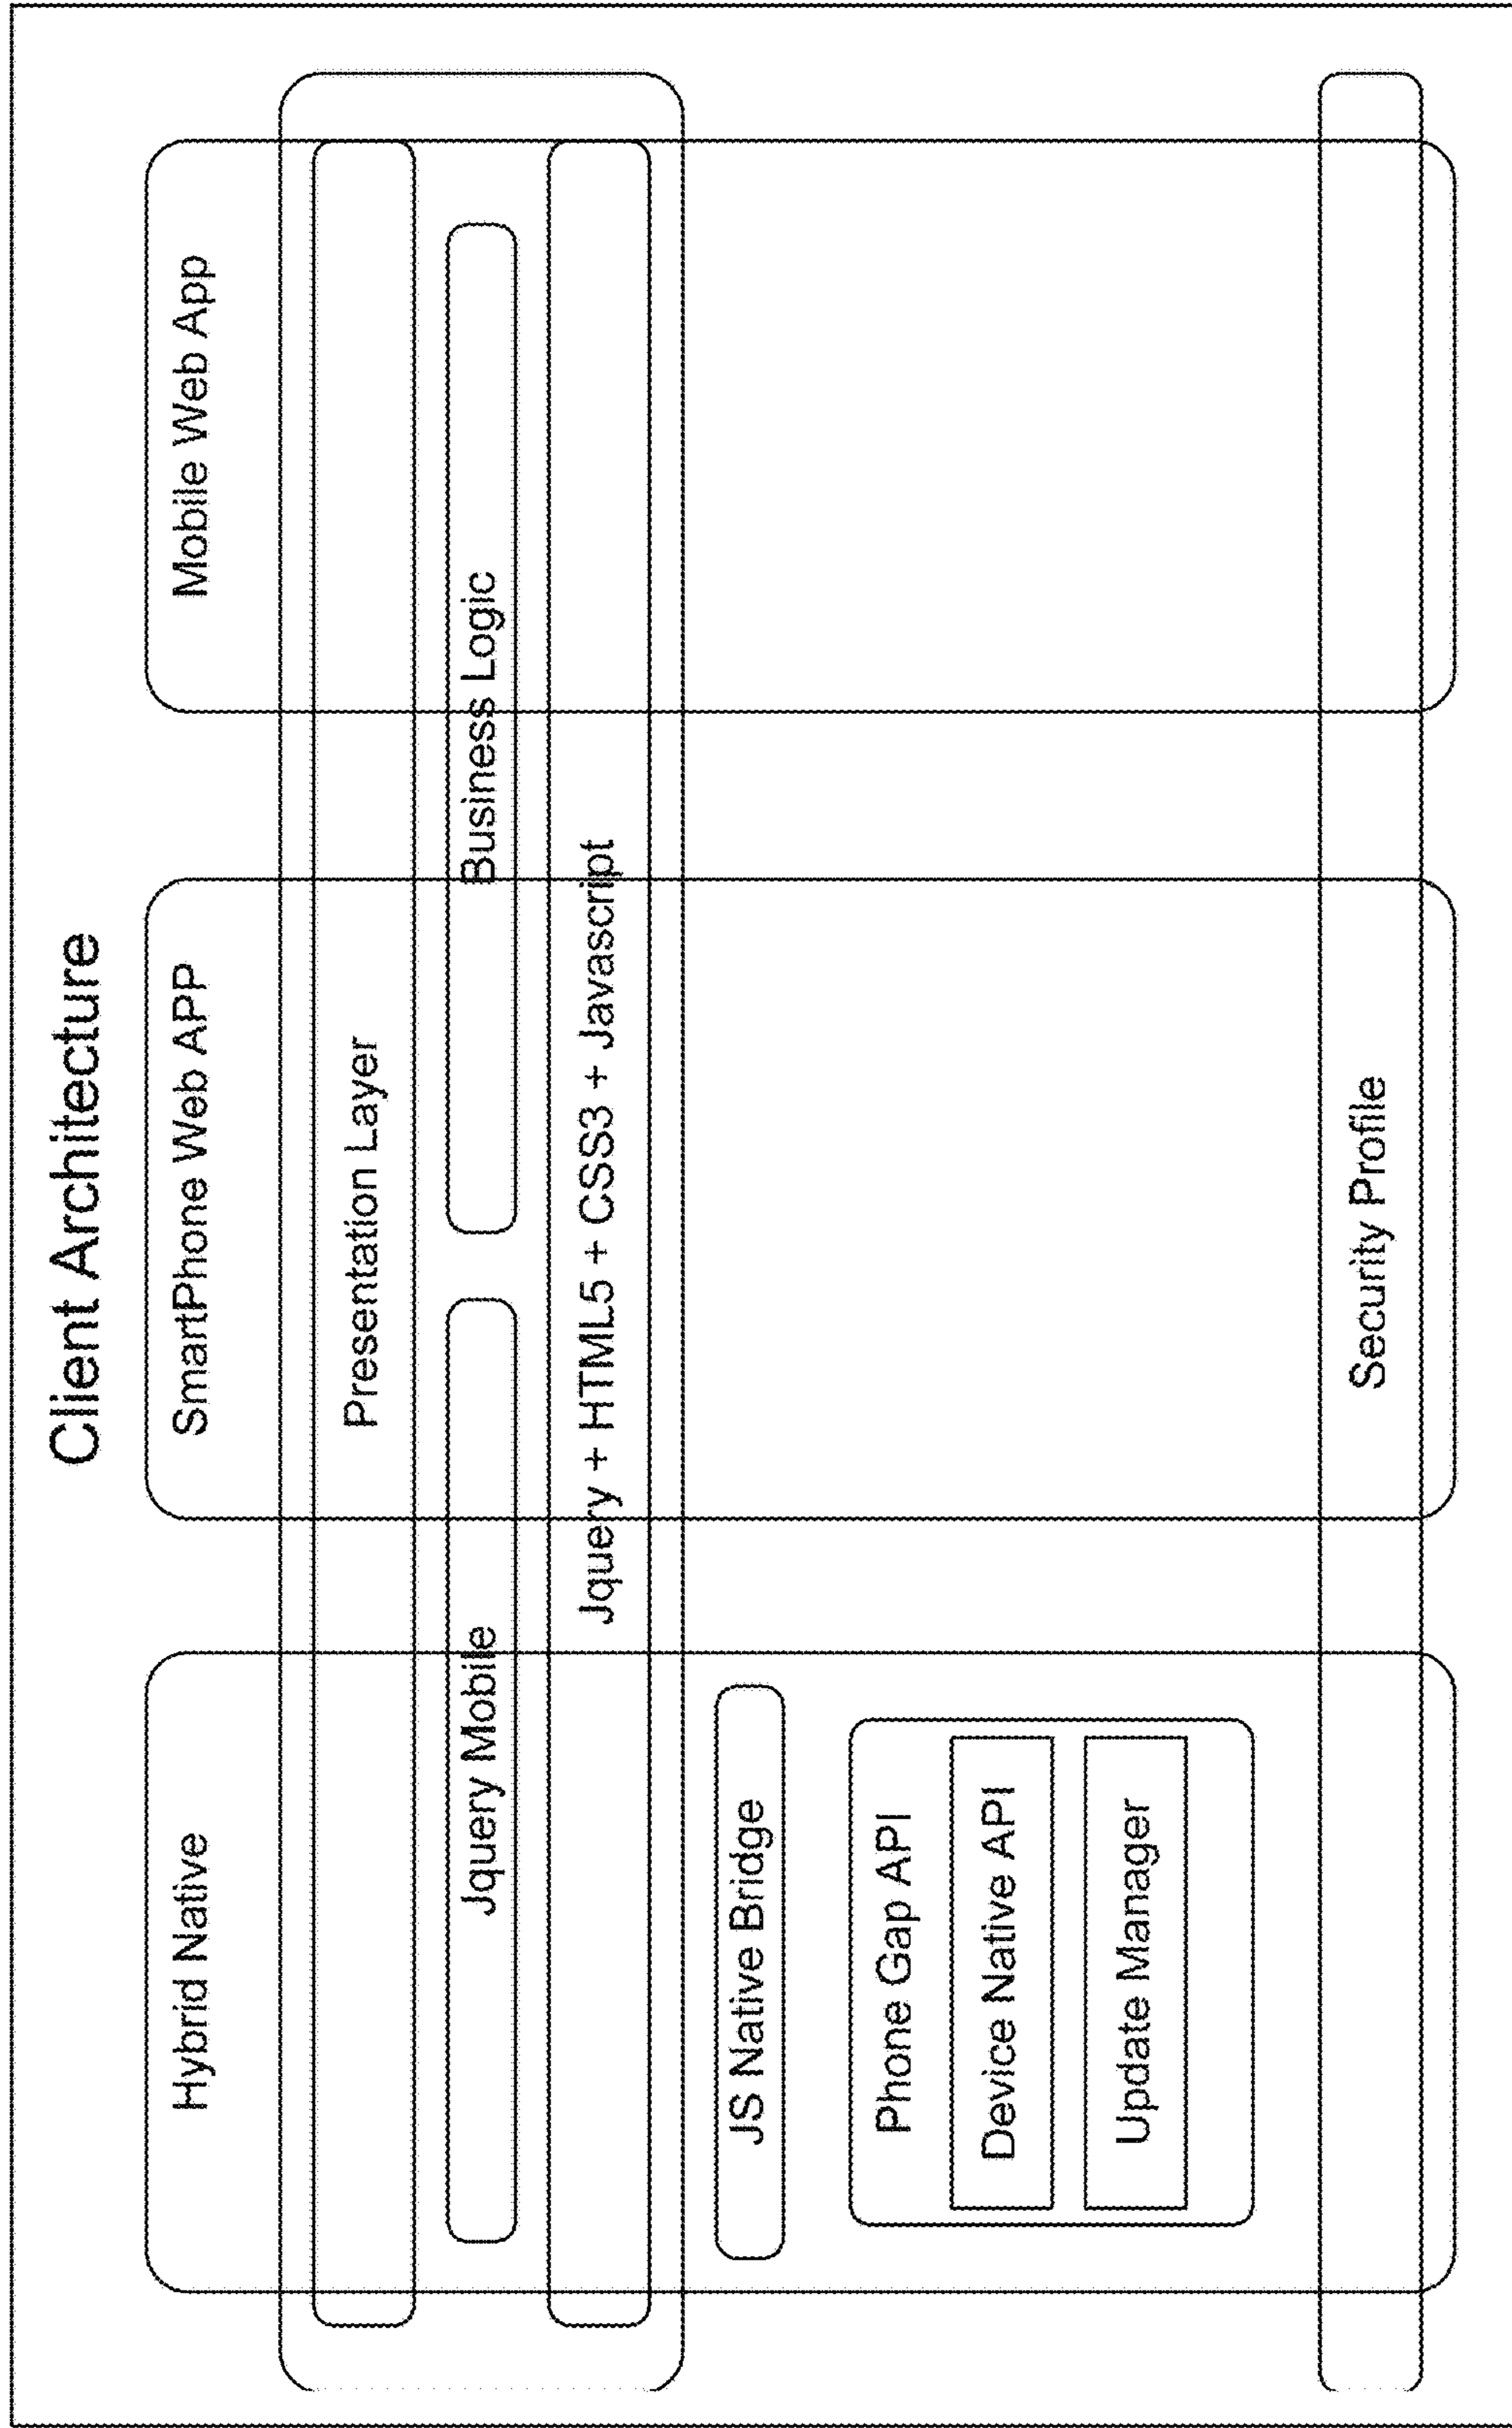 Client Architecture
Hybrid Native
SmartPhone Web APP
Mobile Web App
Presentation Layer
Jquery Mobile
Business Logic
Jquery + HTML5 + CSS3 + Javascript
JS Native Bridge
Phone Gap API
Device Native API
Update Manager
Security Profile